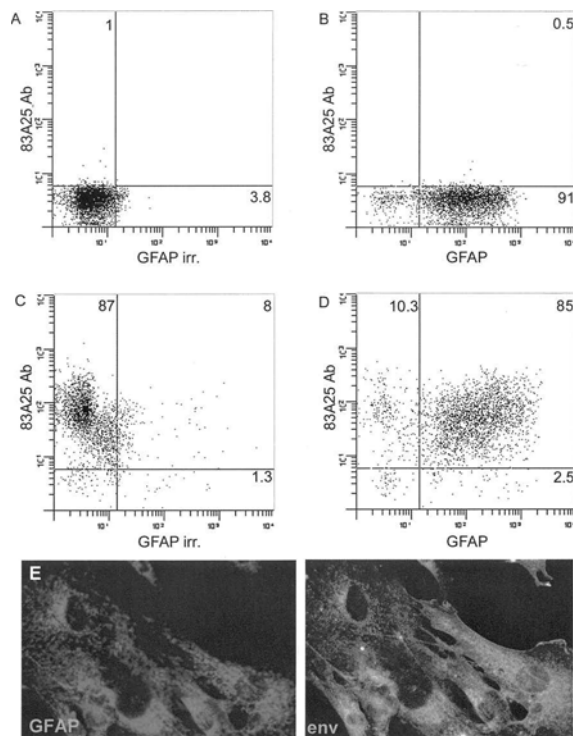 A
1
83A25 Ab
3.8
GFAP irr.
B
0.5
83A25 Ab
91
GFAP
C
87
8
83A25 Ab
1.3
GFAP irr.
D
10.3
85
83A25 Ab
2.5
GFAP
E
GFAP
env